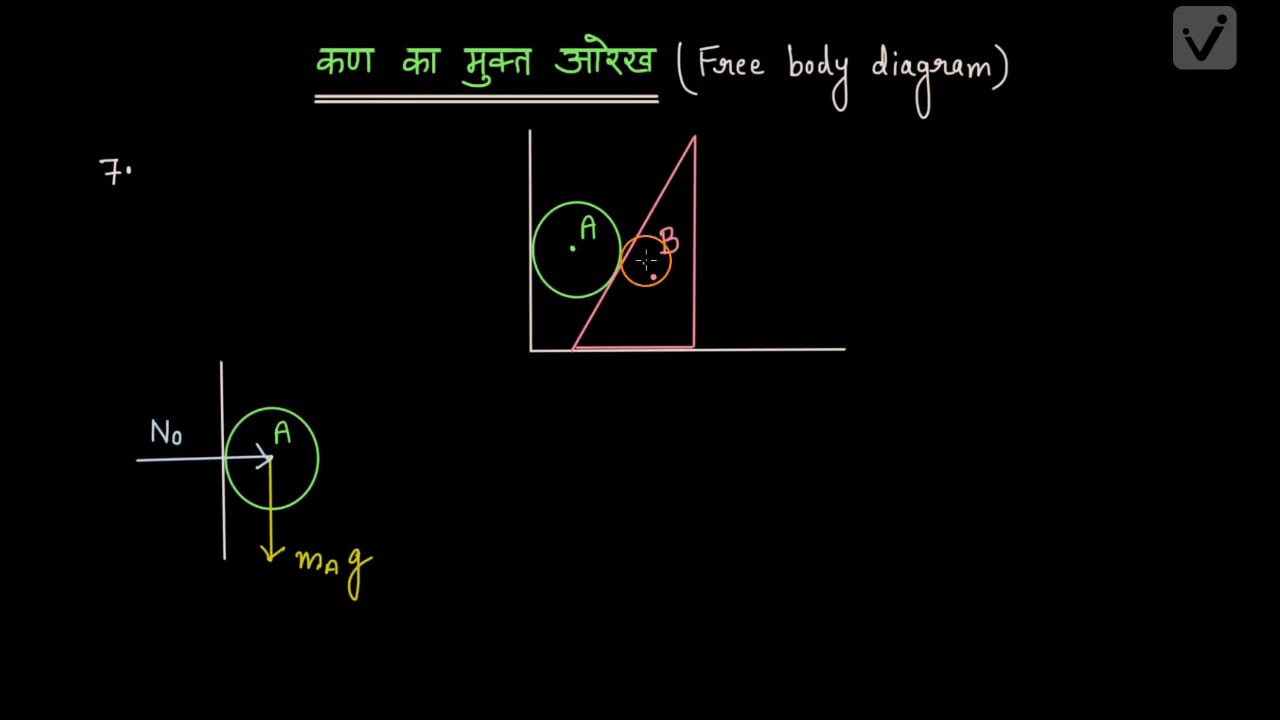 कण का मुक्त आरेख (Free body diagram)
7.
A
B
N₀
A
mₐg